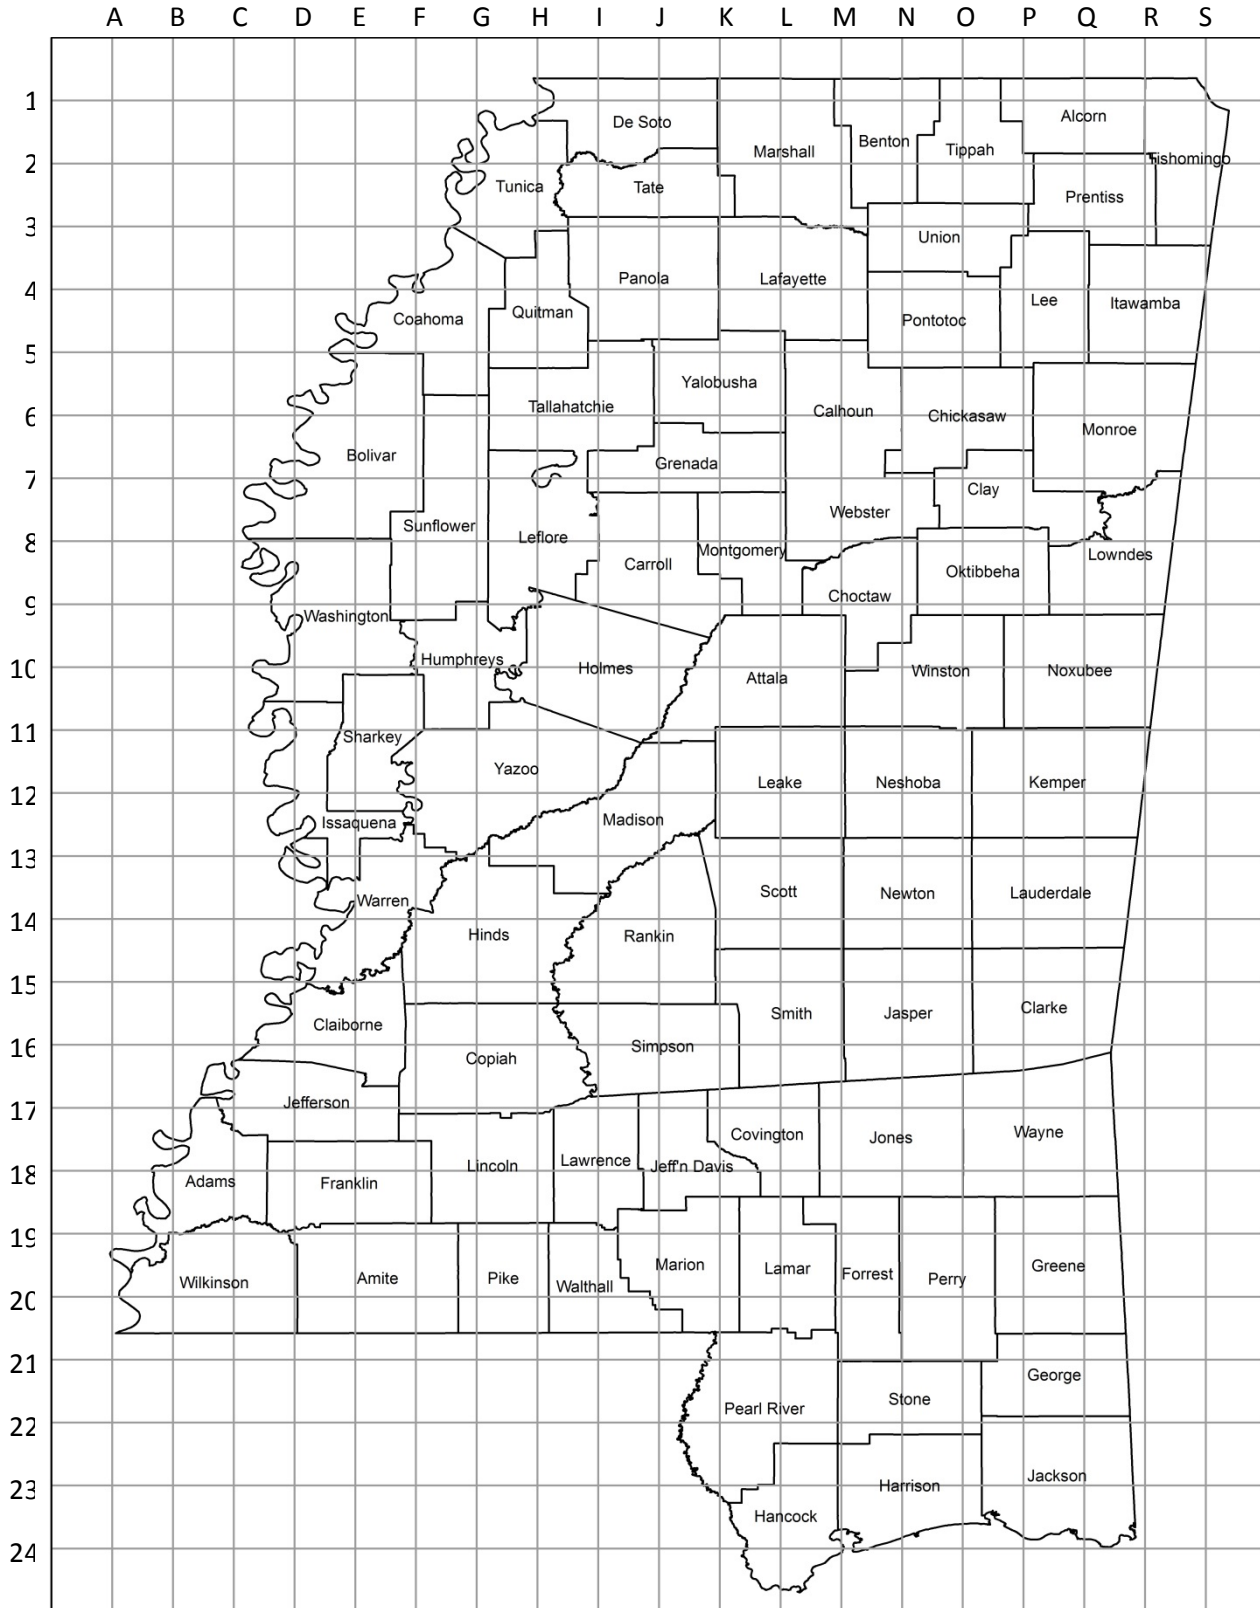 A B C D E F G H I J K L M N O P Q R S
1
De Soto
Alcorn
Benton
Tippah
Marshall
Tishomingo
2
Tunica
Tate
Prentiss
3
Union
Panola
Lafayette
4
Lee
Itawamba
Quitman
Coahoma
Pontotoc
5
Yalobusha
Tallahatchie
Calhoun
Chickasaw
6
Monroe
Bolivar
Grenada
7
Clay
Webster
Sunflower
Leflore
8
Montgomery
Lowndes
Carroll
Oktibbeha
Choctaw
9
Washington
Humphreys
Holmes
10
Attala
Winston
Noxubee
11
Sharkey
Yazoo
Leake
Neshoba
Kemper
12
Issaquena
Madison
13
Scott
Newton
Lauderdale
Warren
14
Hinds
Rankin
15
Claiborne
Smith
Jasper
Clarke
16
Copiah
Simpson
Jefferson
17
Covington
Jones
Wayne
Lincoln
Lawrence
Jeff'n Davis
18
Adams
Franklin
19
Marion
Lamar
Forrest
Perry
Greene
Wilkinson
Amite
Pike
Walthall
20
21
George
Pearl River
Stone
22
Jackson
23
Harrison
Hancock
24